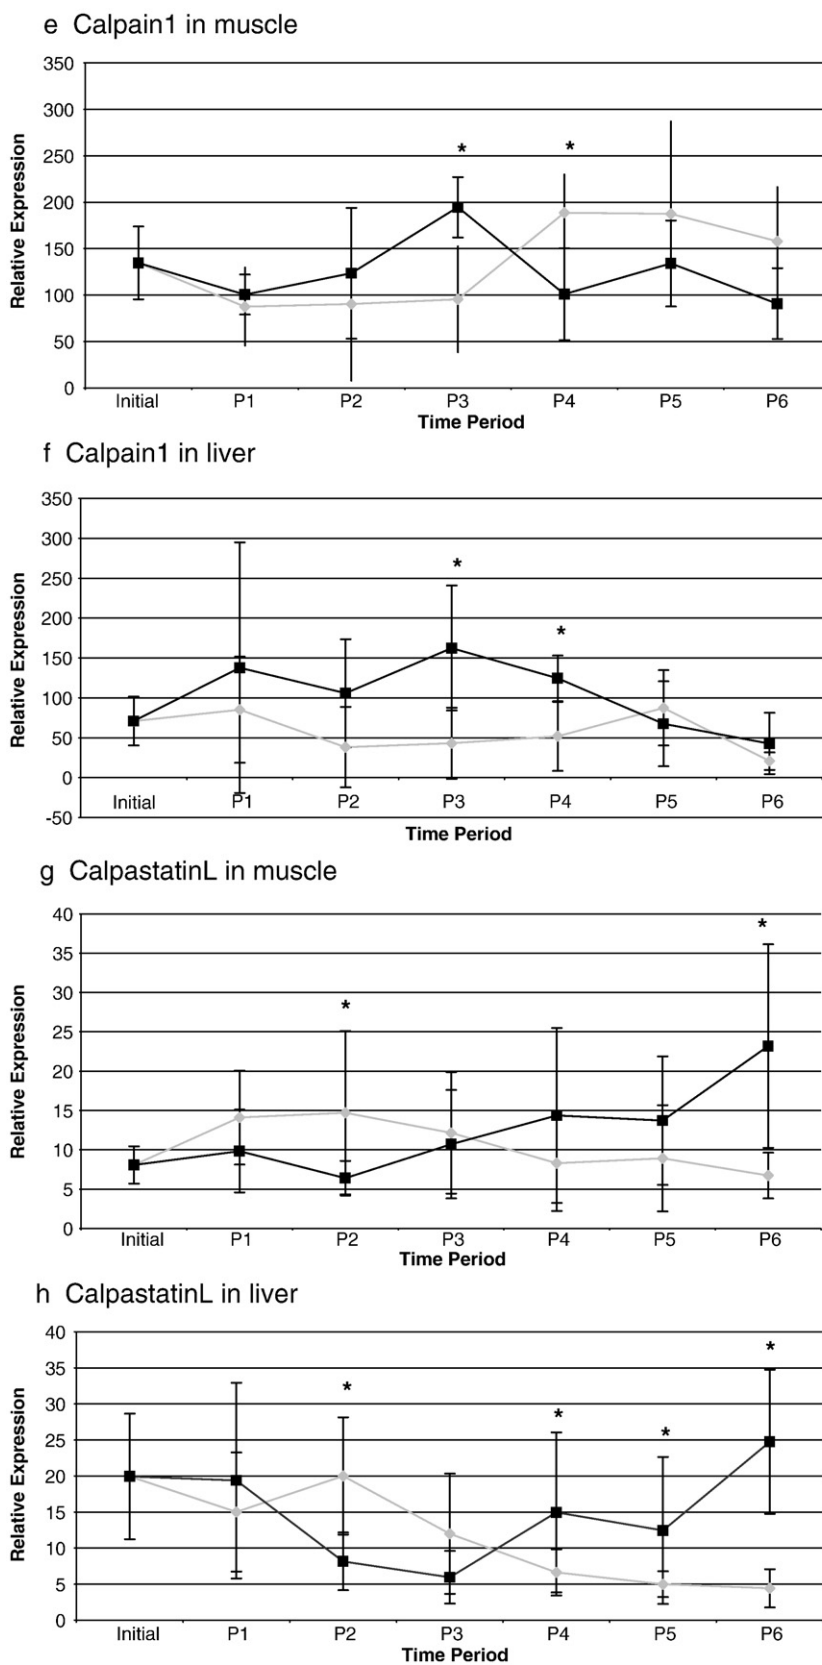 e Calpain1 in muscle
350
300
250
200
150
100
50
0
Relative Expression
* *
Initial P1 P2 P3 P4 P5 P6
Time Period
f Calpain1 in liver
350
300
250
200
150
100
50
0
-50
Relative Expression
*
*
Initial P1 P2 P3 P4 P5 P6
Time Period
g CalpastatinL in muscle
40
35
30
25
20
15
10
5
0
Relative Expression
*
*
Initial P1 P2 P3 P4 P5 P6
Time Period
h CalpastatinL in liver
40
35
30
25
20
15
10
5
0
Relative Expression
*
*
*
*
Initial P1 P2 P3 P4 P5 P6
Time Period